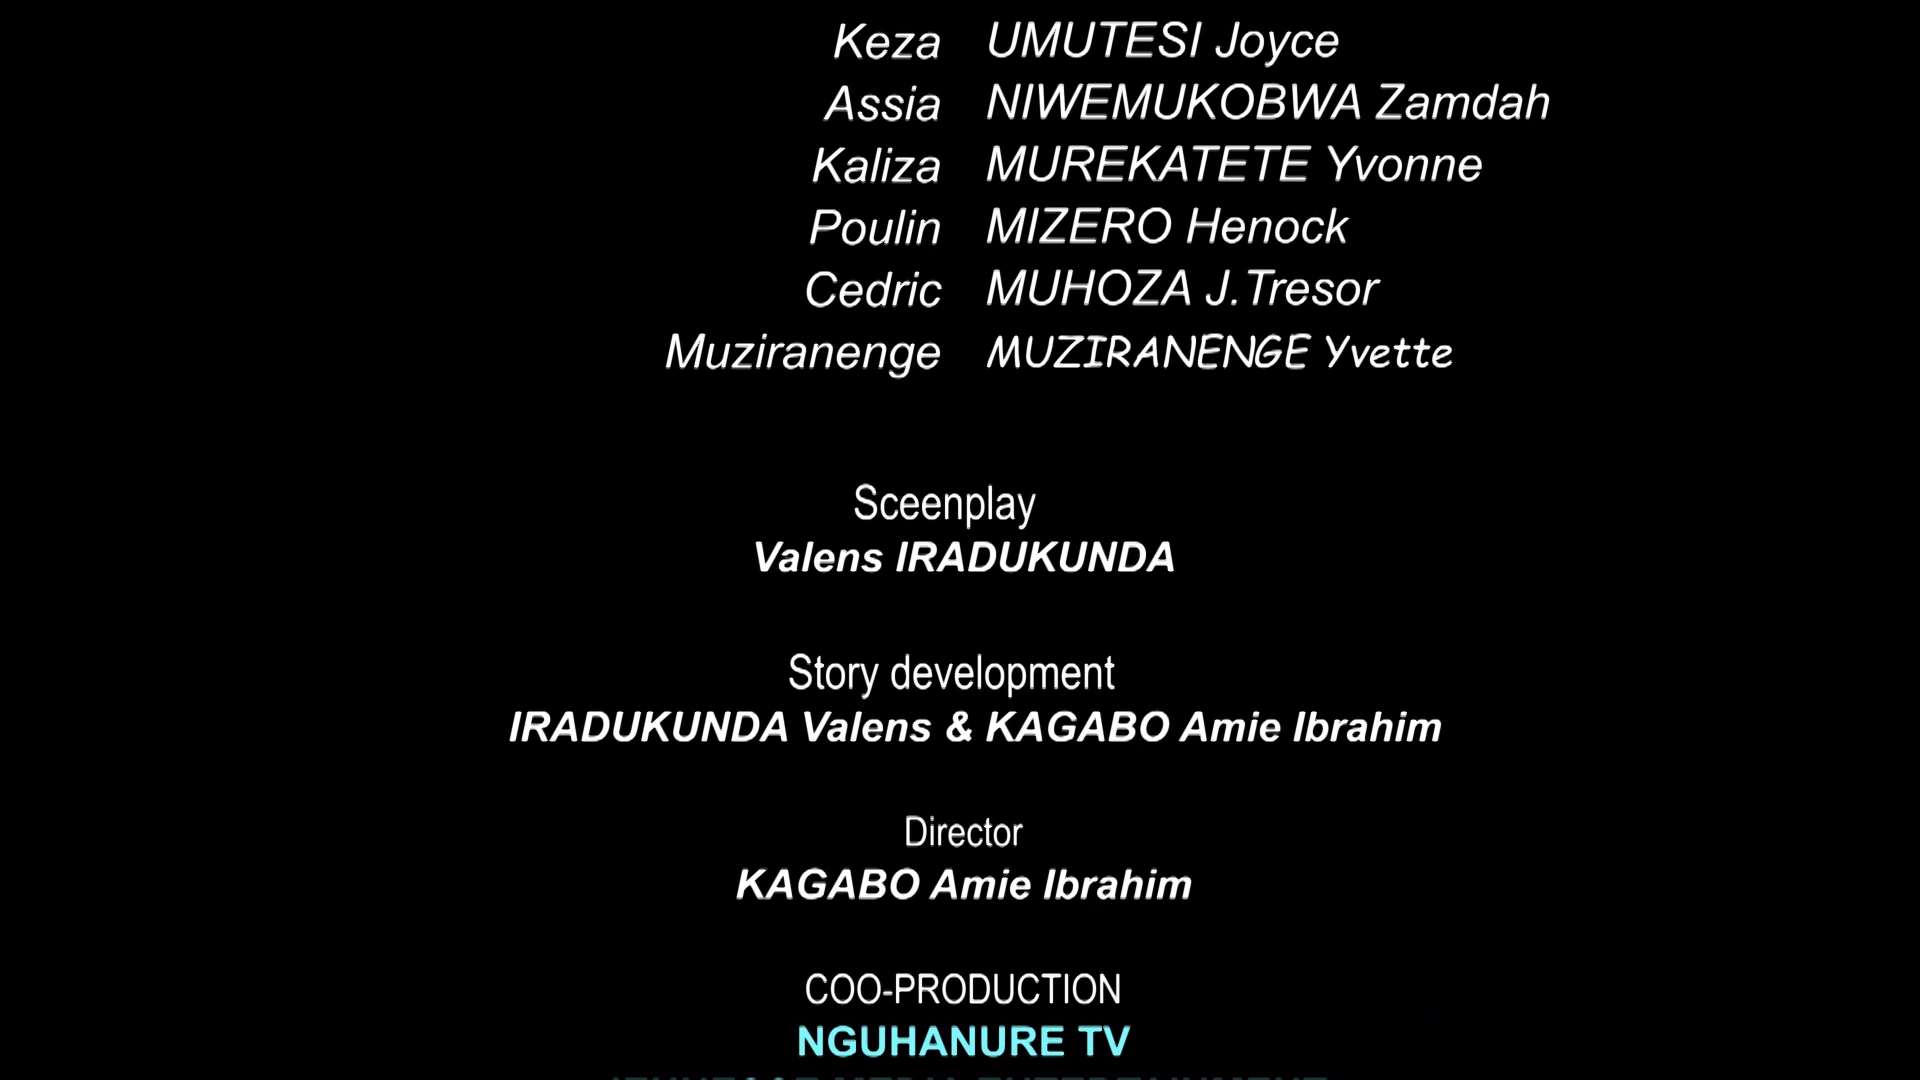 Keza UMUTESI Joyce
Assia NIWEMUKOBWA Zamdah
Kaliza MUREKATETE Yvonne
Poulin MIZERO Henock
Cedric MUHOZA J.Tresor
Muziranenge MUZIRANENGE Yvette
Sceenplay
Valens IRADUKUNDA
Story development
IRADUKUNDA Valens & KAGABO Amie Ibrahim
Director
KAGABO Amie Ibrahim
COO-PRODUCTION
NGUHANURE TV